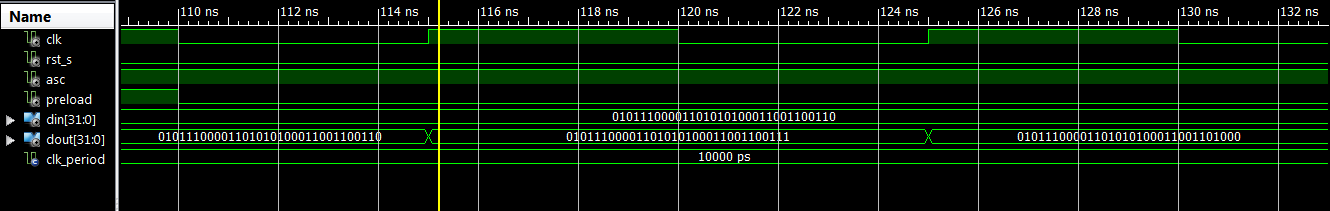 Name 110 ns 112 ns 114 ns 116 ns 118 ns 120 ns 122 ns 124 ns 126 ns 128 ns 130 ns 132 ns
clk
rst_s
asc
preload
din[31:0] 01011100001101010100011001100110
dout[31:0] 01011100001101010100011001100110 01011100001101010100011001100111 01011100001101010100011001101000
clk_period 10000 ps